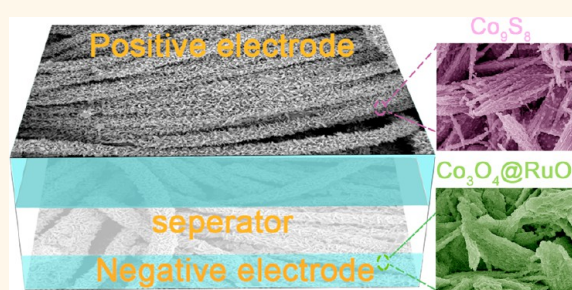 Positive electrode
Co₉S₈
Co₃O₄@RuO
seperator
Negative electrode